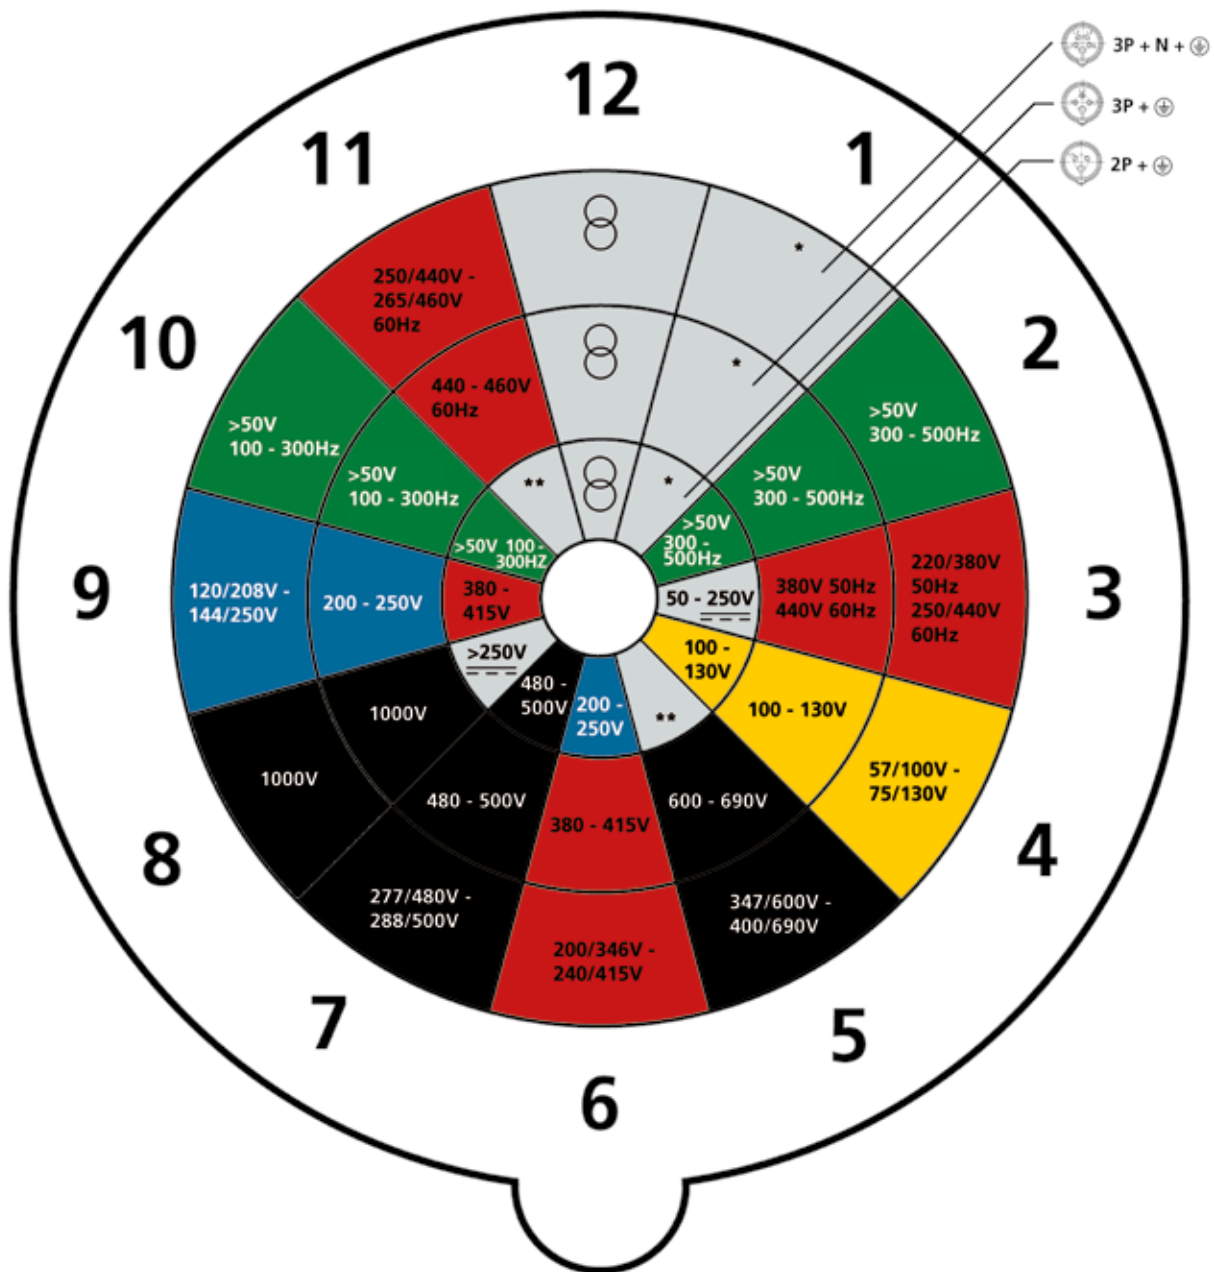 3P + N +
3P +
2P +
12
1
2
3
4
5
6
7
8
9
10
11
*
250/440V -
265/460V
60Hz
*
440 - 460V
60Hz
>50V
300 - 500Hz
>50V
100 - 300Hz
>50V
100 - 300Hz
>50V
300 - 500Hz
**
*
>50V
300 -
500Hz
>50V 100 -
300HZ
120/208V -
144/250V
200 - 250V
380 -
415V
50 - 250V
380V 50Hz
440V 60Hz
220/380V
50Hz
250/440V
60Hz
>250V
100 -
130V
480 -
500V
200 -
250V
**
1000V
100 - 130V
1000V
480 - 500V
380 - 415V
600 - 690V
57/100V -
75/130V
277/480V -
288/500V
200/346V -
240/415V
347/600V -
400/690V